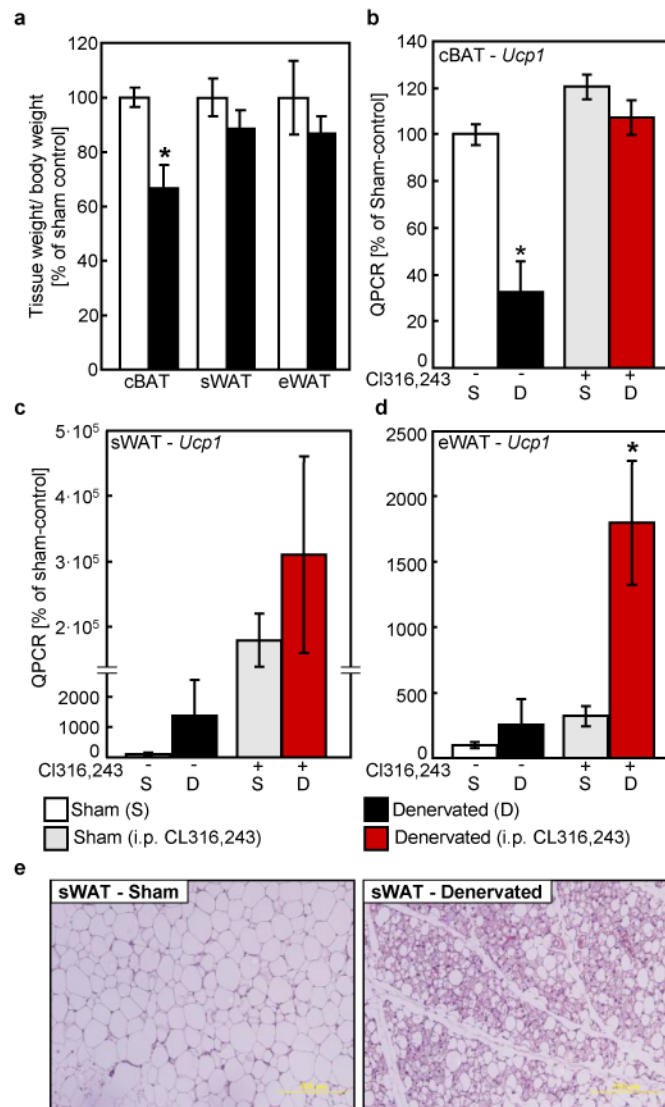 a
Tissue weight/ body weight
[% of sham control]
120
100
80
60
40
20
0
*
cBAT
sWAT
eWAT
b
cBAT - Ucp1
QPCR [% of Sham-control]
140
120
100
80
60
40
20
0
*
Cl316,243
- - + +
S D S D
c
sWAT - Ucp1
QPCR [% of sham-control]
5·10⁵
4·10⁵
3·10⁵
2·10⁵
2000
1000
0
Cl316,243
- - + +
S D S D
d
eWAT - Ucp1
2500
2000
1500
1000
500
0
*
- - + +
S D S D
Sham (S)
Denervated (D)
Sham (i.p. CL316,243)
Denervated (i.p. CL316,243)
e
sWAT - Sham
sWAT - Denervated